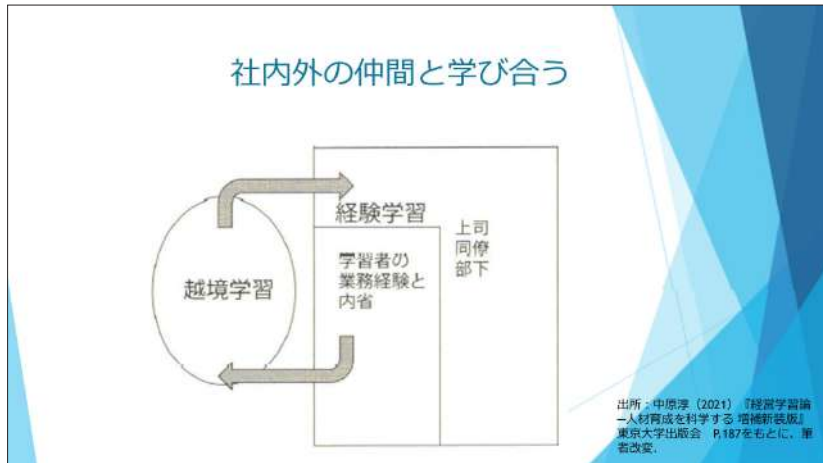 社内外の仲間と学び合う
経験学習
上司
同僚
部下
学習者の
業務経験と
内省
越境学習
出所：中原淳（2021）『経営学習論
―人材育成を科学する 増補新装版』
東京大学出版会　P.187をもとに、筆
者改変.